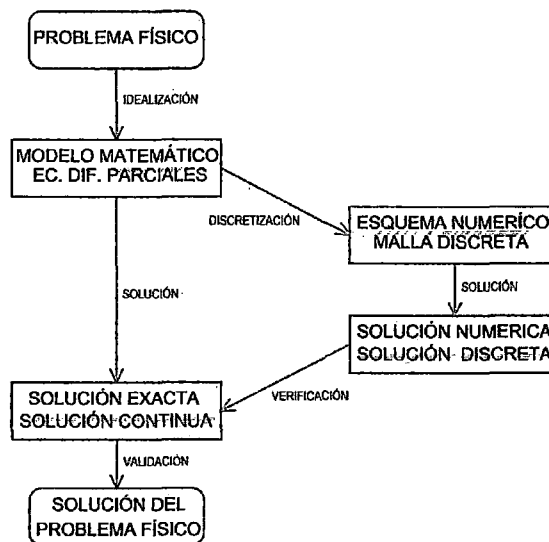 PROBLEMA FÍSICO
IDEALIZACIÓN
MODELO MATEMÁTICO
EC. DIF. PARCIALES
DISCRETIZACIÓN
ESQUEMA NUMERÍCO
MALLA DISCRETA
SOLUCIÓN
SOLUCIÓN
SOLUCIÓN NUMERICA
SOLUCIÓN DISCRETA
VERIFICACIÓN
SOLUCIÓN EXACTA
SOLUCIÓN CONTINUA
VALIDACIÓN
SOLUCIÓN DEL
PROBLEMA FÍSICO